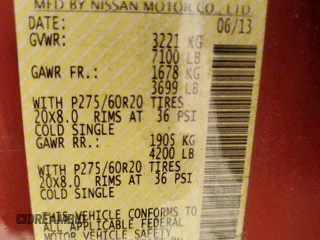 MFD BY NISSAN MOTOR CO., LTD.
DATE: 06/13
GVWR: 3221 KG
7100 LB
GAWR FR.: 1678 KG
3699 LB
WITH P275/60R20 TIRES
20X8.0 RIMS AT 36 PSI
COLD SINGLE
GAWR RR.: 1905 KG
4200 LB
WITH P275/60R20 TIRES
20X8.0 RIMS AT 36 PSI
COLD SINGLE
THIS VEHICLE CONFORMS TO
ALL APPLICABLE FEDERAL
MOTOR VEHICLE SAFETY